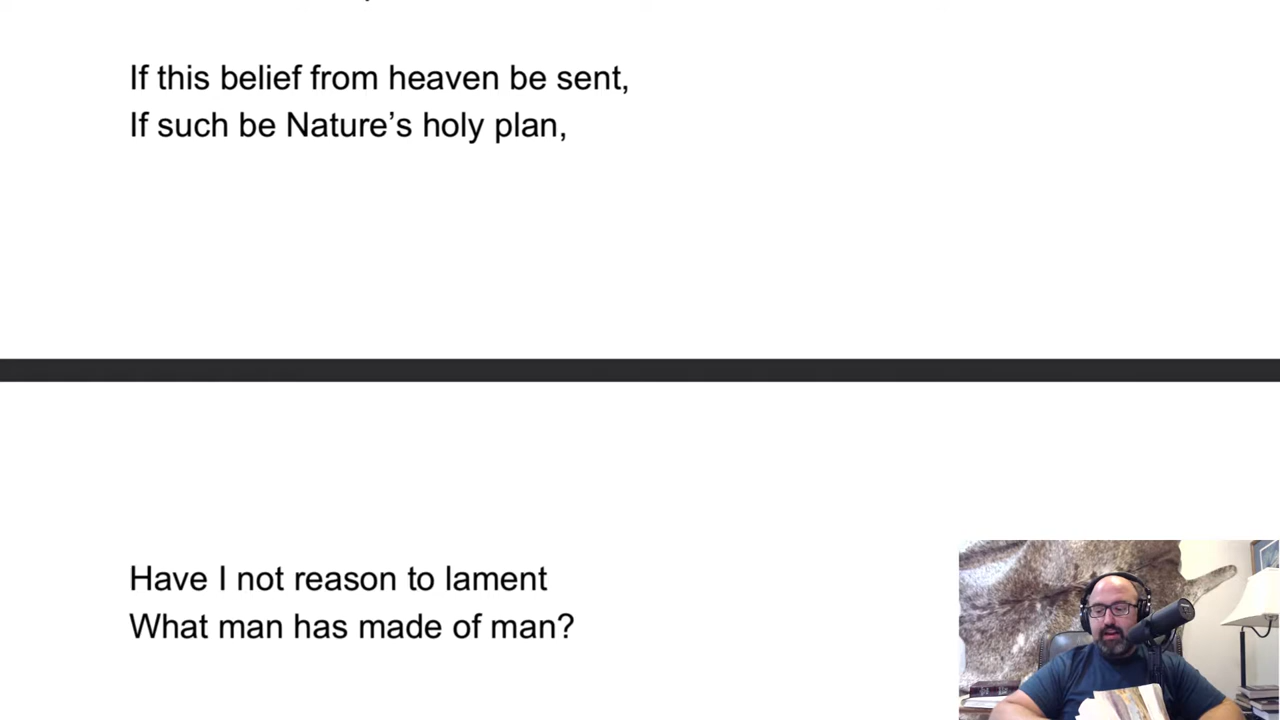 If this belief from heaven be sent,
If such be Nature’s holy plan,
Have I not reason to lament
What man has made of man?